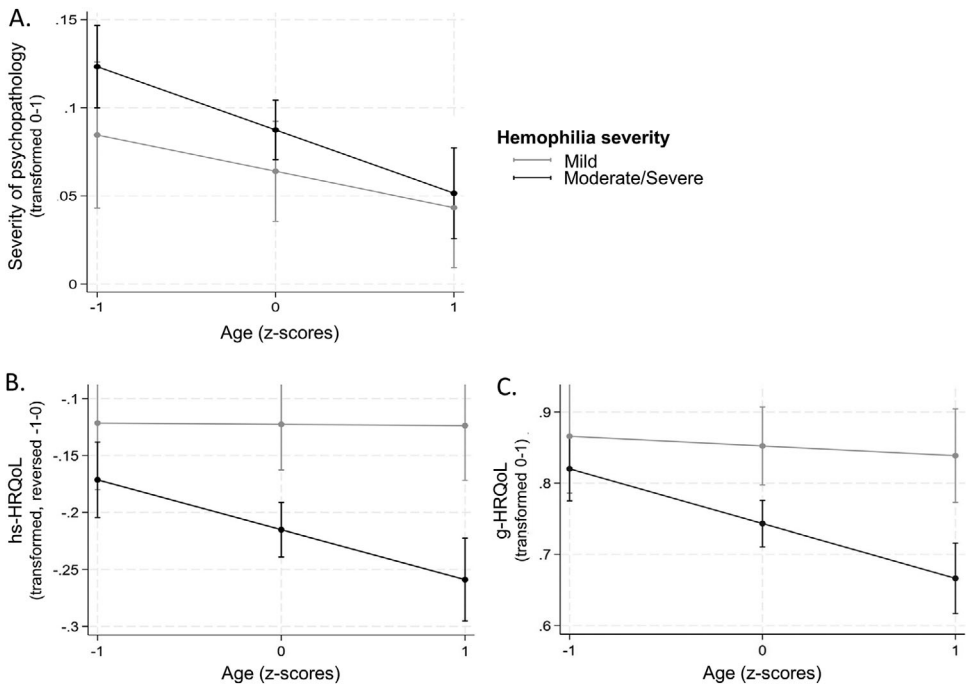 A.
Severity of psychopathology
(transformed 0-1)
.15
.1
.05
0
-1
0
1
Age (z-scores)
Hemophilia severity
Mild
Moderate/Severe
B.
hs-HRQoL
(transformed, reversed -1-0)
-.1
-.15
-.2
-.25
-.3
-1
0
1
Age (z-scores)
C.
g-HRQoL
(transformed 0-1)
.9
.8
.7
.6
-1
0
1
Age (z-scores)